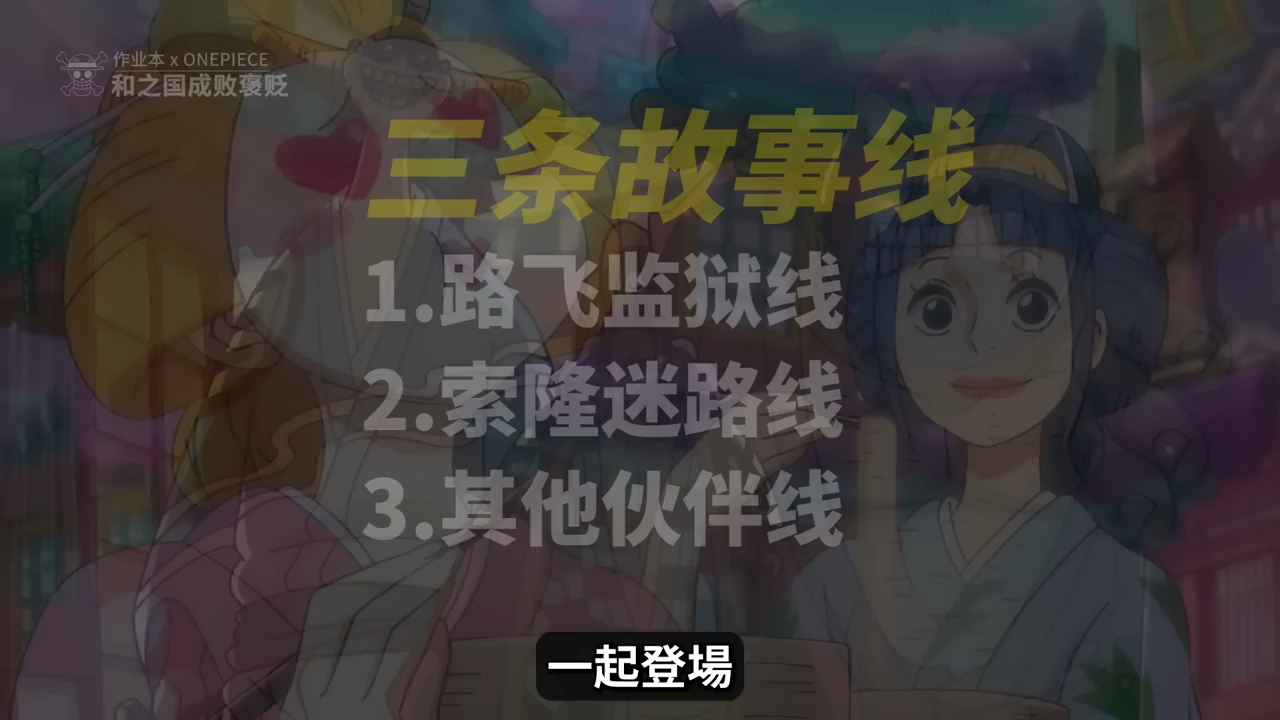 作业本 x ONEPIECE
和之国成败褒贬
三条故事线
1.路飞监狱线
2.索隆迷路线
3.其他伙伴线
一起登場